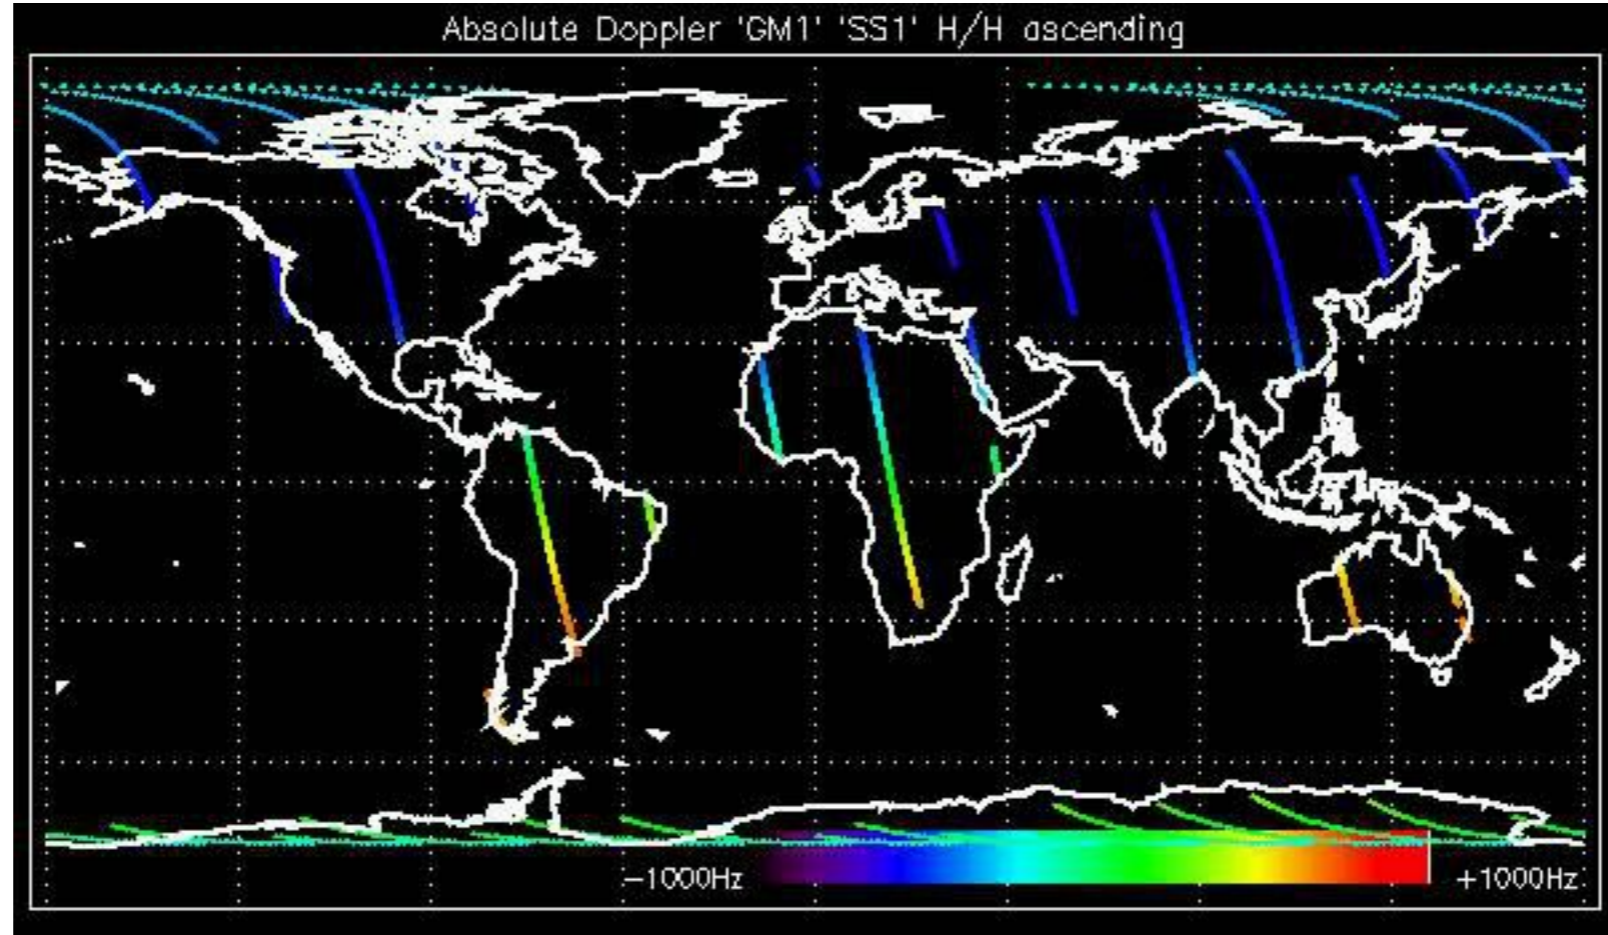 Absolute Doppler 'GM1' 'SS1' H/H ascending
−1000Hz +1000Hz